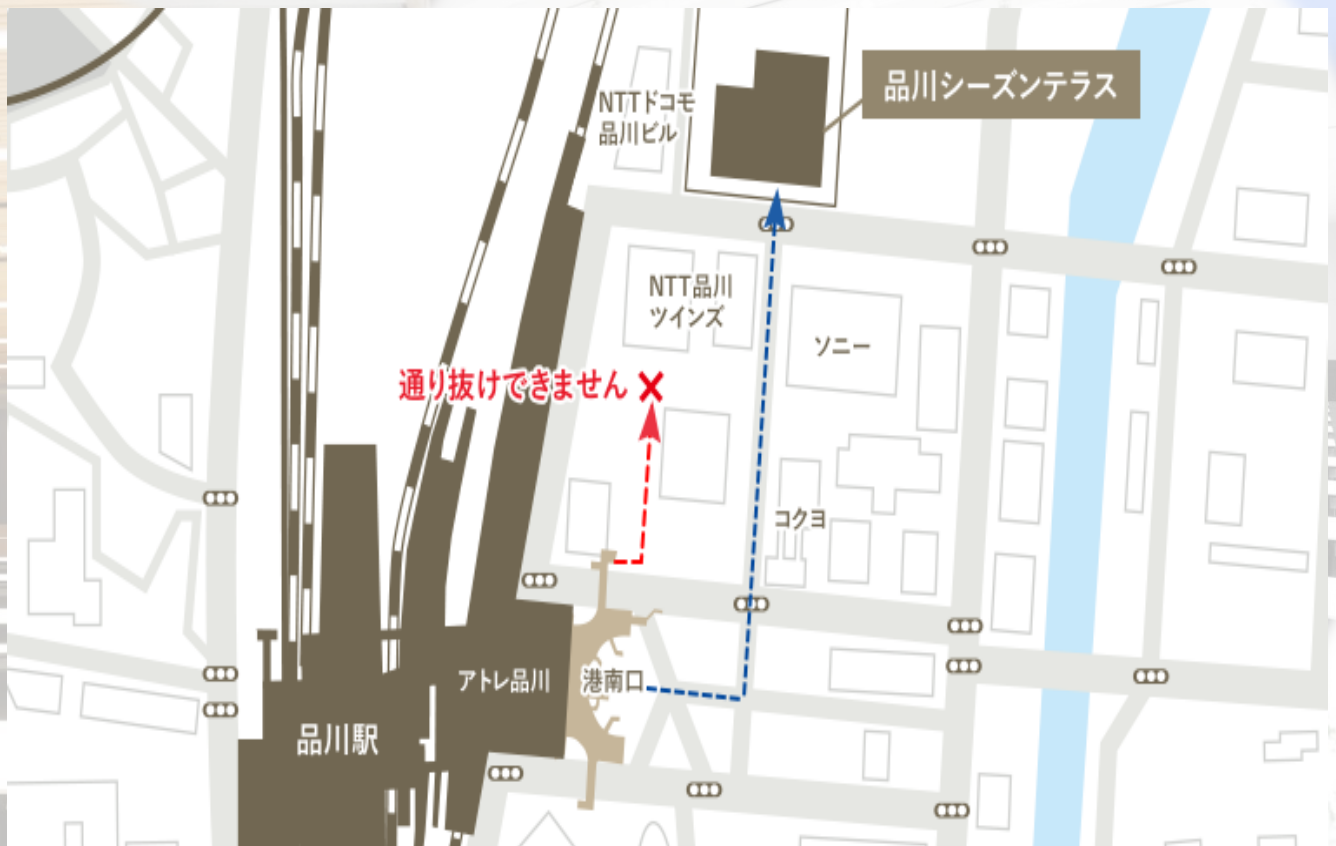 品川シーズンテラス
NTTドコモ
品川ビル
NTT品川
ツインズ
ソニー
通り抜けできません
コクヨ
アトレ品川
港南口
品川駅